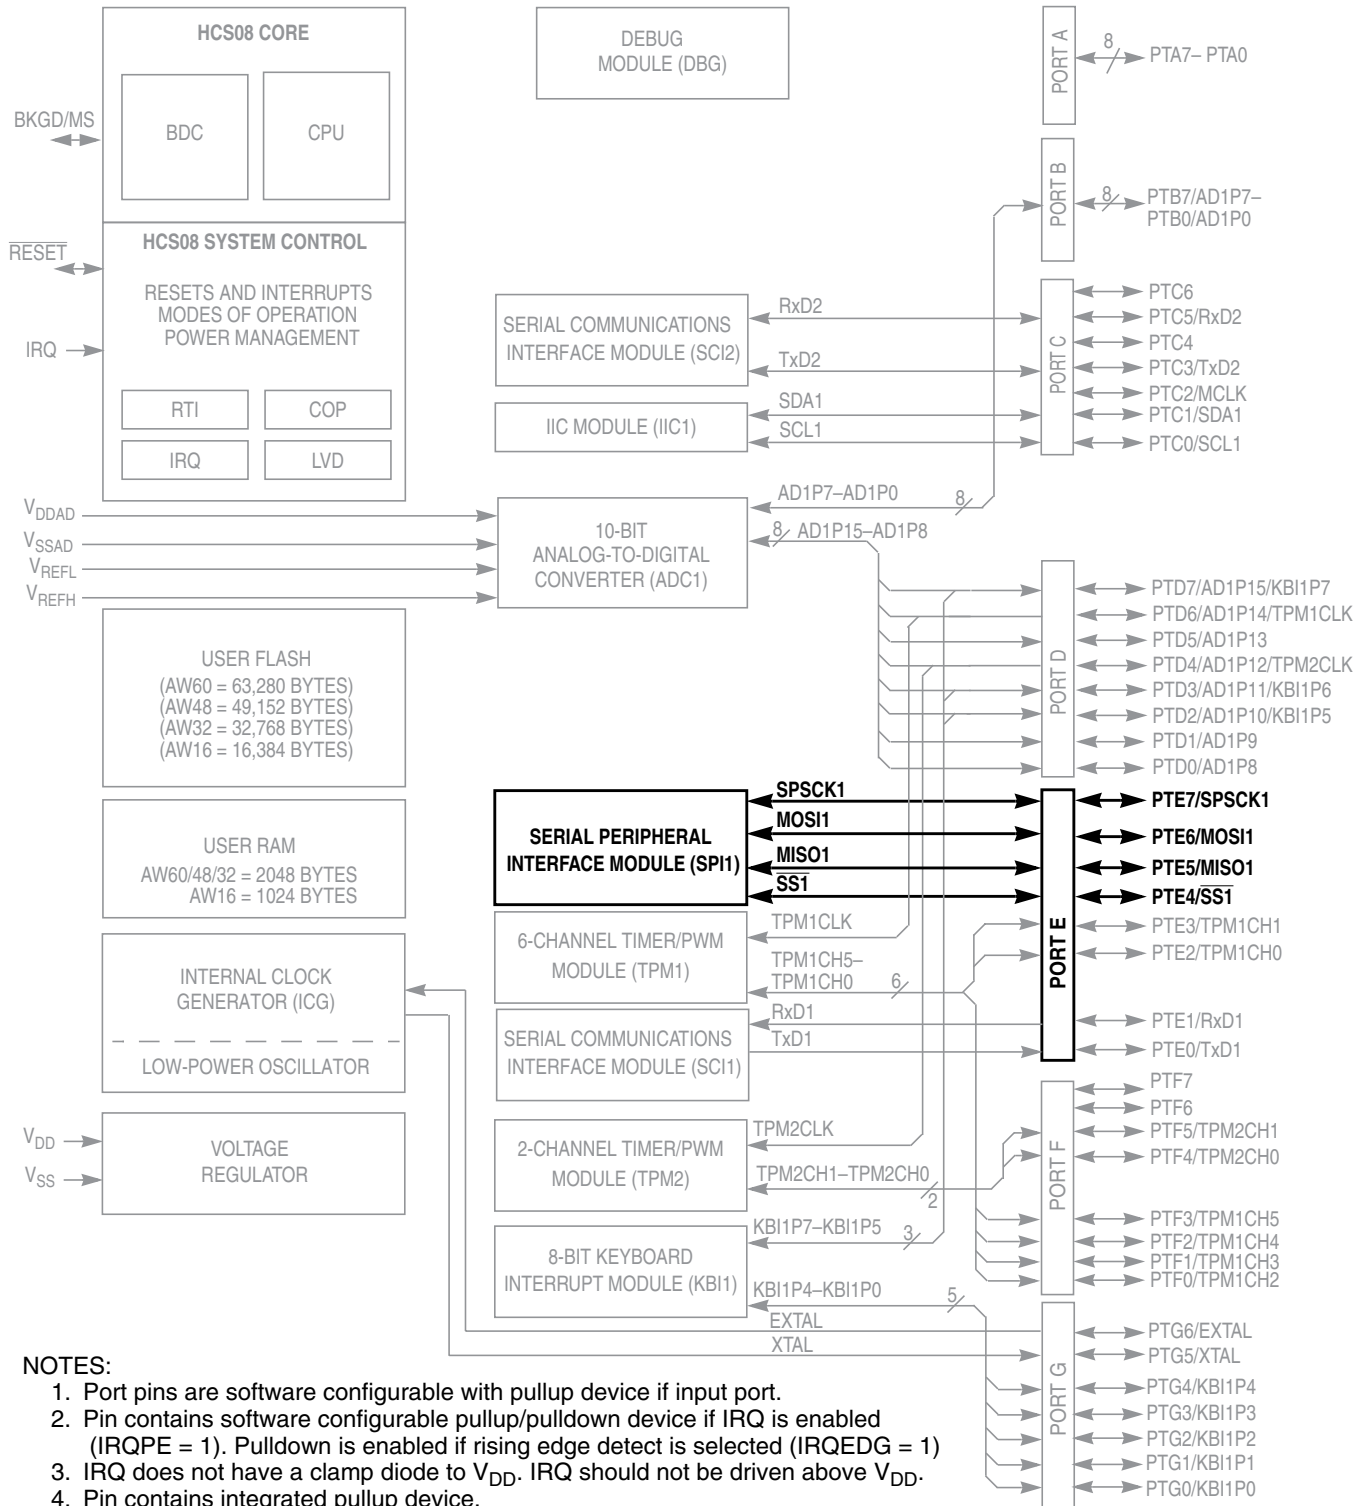 HCS08 CORE
BDC
CPU
BKGD/MS
HCS08 SYSTEM CONTROL
RESET
RESETS AND INTERRUPTS
MODES OF OPERATION
POWER MANAGEMENT
IRQ
RTI
COP
IRQ
LVD
VDDAD
VSSAD
VREFL
VREFH
USER FLASH
(AW60 = 63,280 BYTES)
(AW48 = 49,152 BYTES)
(AW32 = 32,768 BYTES)
(AW16 = 16,384 BYTES)
USER RAM
AW60/48/32 = 2048 BYTES
AW16 = 1024 BYTES
INTERNAL CLOCK
GENERATOR (ICG)
LOW-POWER OSCILLATOR
VDD
VSS
VOLTAGE
REGULATOR
DEBUG
MODULE (DBG)
SERIAL COMMUNICATIONS
INTERFACE MODULE (SCI2)
RxD2
TxD2
IIC MODULE (IIC1)
SDA1
SCL1
10-BIT
ANALOG-TO-DIGITAL
CONVERTER (ADC1)
AD1P7–AD1P0
8
8
AD1P15–AD1P8
SERIAL PERIPHERAL
INTERFACE MODULE (SPI1)
SPSCK1
MOSI1
MISO1
SS1
6-CHANNEL TIMER/PWM
MODULE (TPM1)
TPM1CLK
TPM1CH5–
TPM1CH0
6
SERIAL COMMUNICATIONS
INTERFACE MODULE (SCI1)
RxD1
TxD1
2-CHANNEL TIMER/PWM
MODULE (TPM2)
TPM2CLK
TPM2CH1–TPM2CH0
2
8-BIT KEYBOARD
INTERRUPT MODULE (KBI1)
KBI1P7–KBI1P5
3
KBI1P4–KBI1P0
5
EXTAL
XTAL
PORT A
8
PTA7– PTA0
PORT B
8
PTB7/AD1P7–
PTB0/AD1P0
PORT C
PTC6
PTC5/RxD2
PTC4
PTC3/TxD2
PTC2/MCLK
PTC1/SDA1
PTC0/SCL1
PORT D
PTD7/AD1P15/KBI1P7
PTD6/AD1P14/TPM1CLK
PTD5/AD1P13
PTD4/AD1P12/TPM2CLK
PTD3/AD1P11/KBI1P6
PTD2/AD1P10/KBI1P5
PTD1/AD1P9
PTD0/AD1P8
PORT E
PTE7/SPSCK1
PTE6/MOSI1
PTE5/MISO1
PTE4/SS1
PTE3/TPM1CH1
PTE2/TPM1CH0
PTE1/RxD1
PTE0/TxD1
PORT F
PTF7
PTF6
PTF5/TPM2CH1
PTF4/TPM2CH0
PTF3/TPM1CH5
PTF2/TPM1CH4
PTF1/TPM1CH3
PTF0/TPM1CH2
PORT G
PTG6/EXTAL
PTG5/XTAL
PTG4/KBI1P4
PTG3/KBI1P3
PTG2/KBI1P2
PTG1/KBI1P1
PTG0/KBI1P0
NOTES:
1. Port pins are software configurable with pullup device if input port.
2. Pin contains software configurable pullup/pulldown device if IRQ is enabled
(IRQPE = 1). Pulldown is enabled if rising edge detect is selected (IRQEDG = 1)
3. IRQ does not have a clamp diode to VDD. IRQ should not be driven above VDD.
4. Pin contains integrated pullup device.